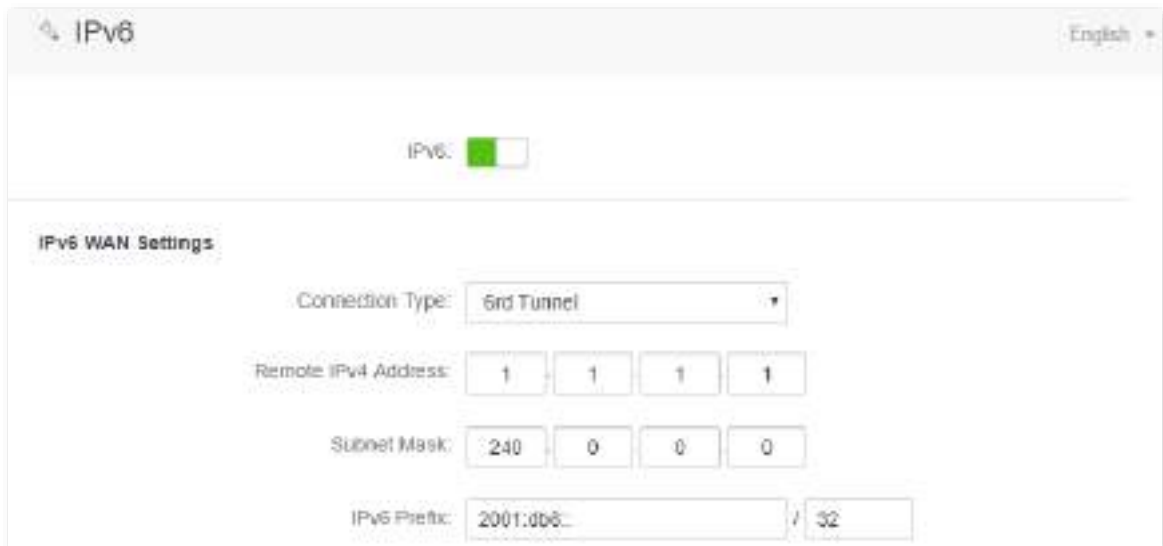 IPv6
English
IPv6:
IPv6 WAN Settings
Connection Type: 6rd Tunnel
Remote IPv4 Address: 1 . 1 . 1 . 1
Subnet Mask: 240 . 0 . 0 . 0
IPv6 Prefix: 2001:db8:: / 32